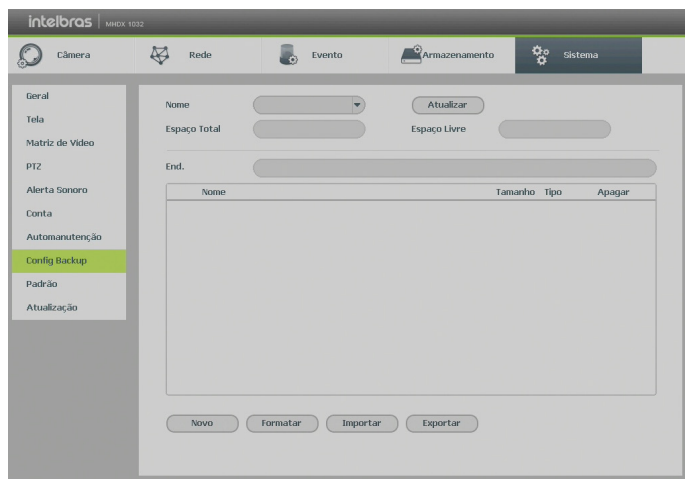 intelbras | MHDX 1032
Câmera Rede Evento Armazenamento Sistema
Geral
Tela
Matriz de Vídeo
PTZ
Alerta Sonoro
Conta
Automanutenção
Config Backup
Padrão
Atualização
Nome Atualizar
Espaço Total Espaço Livre
End.
Nome Tamanho Tipo Apagar
Novo Formatar Importar Exportar